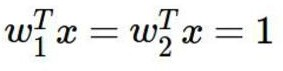 $w_1^T x = w_2^T x = 1$